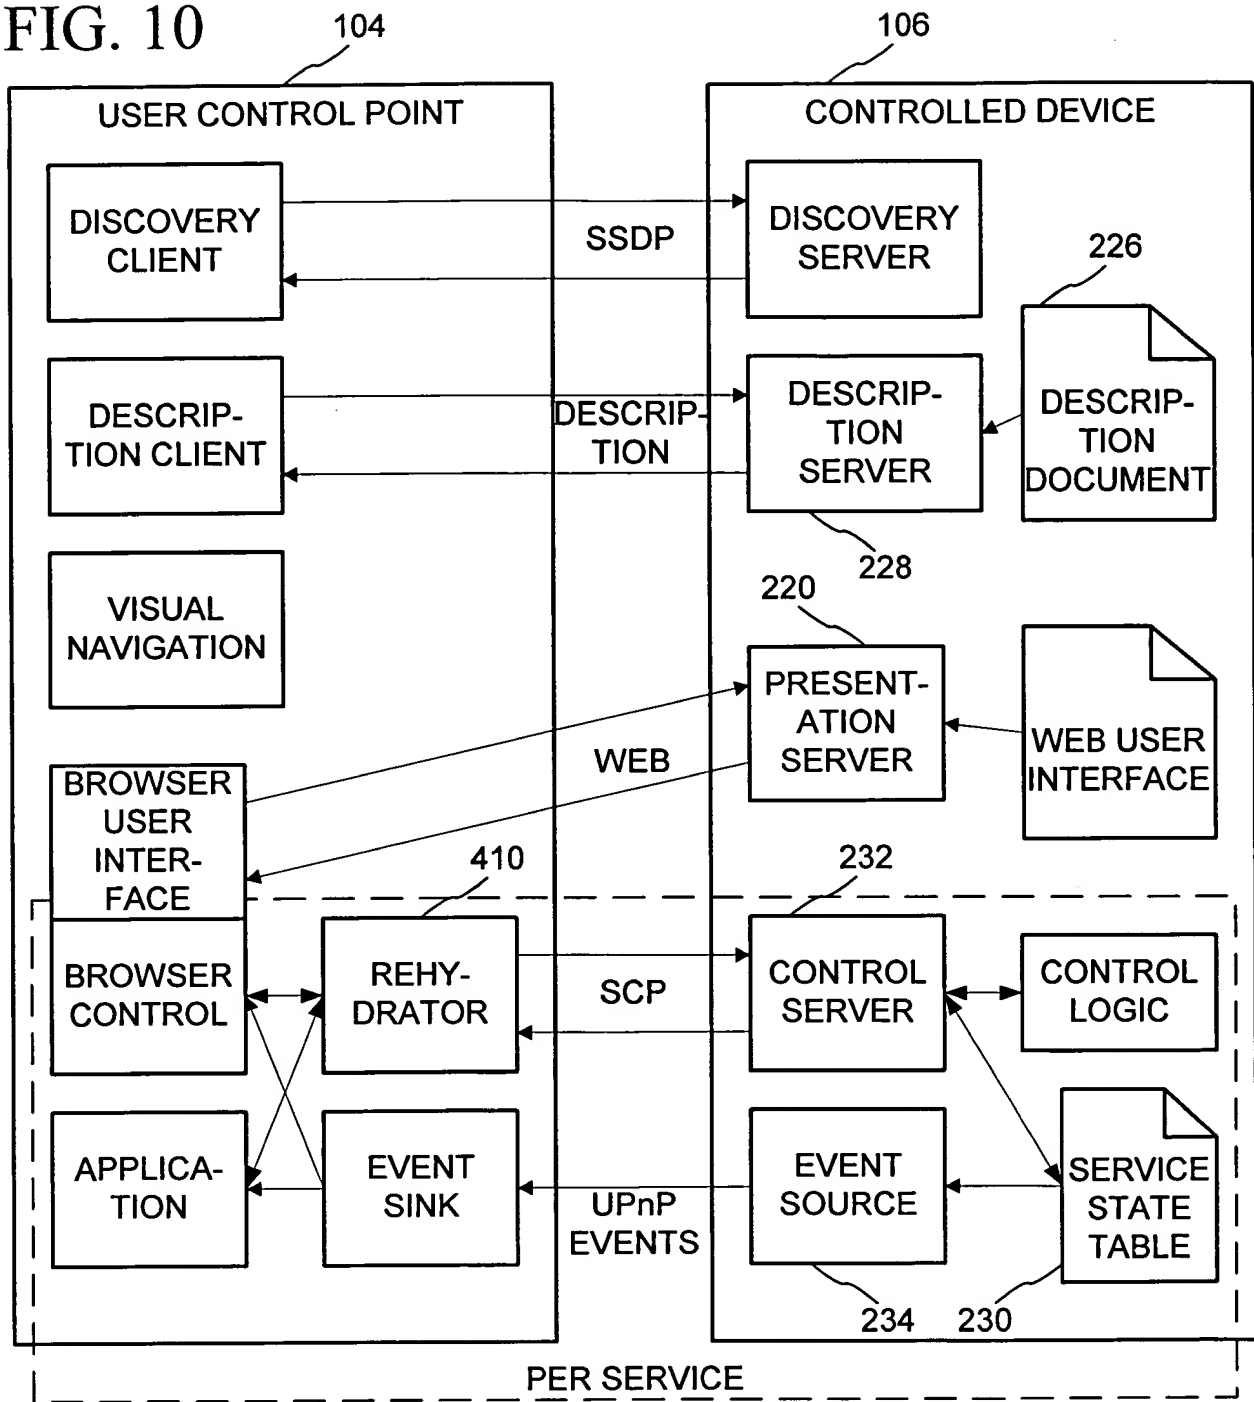 FIG. 10
104
106
USER CONTROL POINT
CONTROLLED DEVICE
DISCOVERY
CLIENT
SSDP
DISCOVERY
SERVER
226
DESCRIP-
TION CLIENT
DESCRIP-
TION
DESCRIP-
TION
SERVER
DESCRIP-
TION
DOCUMENT
228
VISUAL
NAVIGATION
220
PRESENT-
ATION
SERVER
WEB USER
INTERFACE
WEB
BROWSER
USER
INTER-
FACE
410
232
BROWSER
CONTROL
REHY-
DRATOR
SCP
CONTROL
SERVER
CONTROL
LOGIC
APPLICA-
TION
EVENT
SINK
UPnP
EVENTS
EVENT
SOURCE
SERVICE
STATE
TABLE
234
230
PER SERVICE